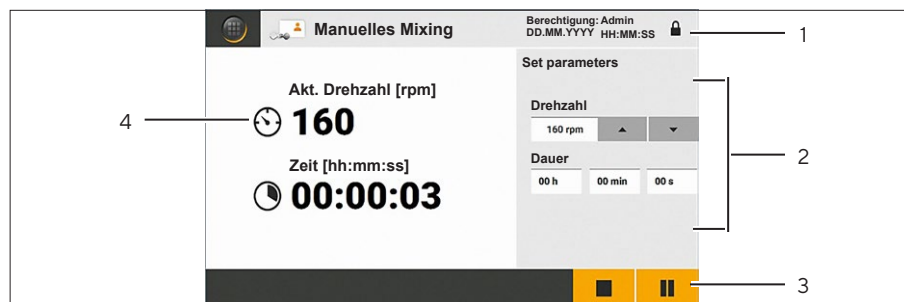 Manuelles Mixing
Berechtigung: Admin
DD.MM.YYYY HH:MM:SS
1
Set parameters
Akt. Drehzahl [rpm]
4
160
Drehzahl
160 rpm
2
Zeit [hh:mm:ss]
00:00:03
Dauer
00 h 00 min 00 s
3